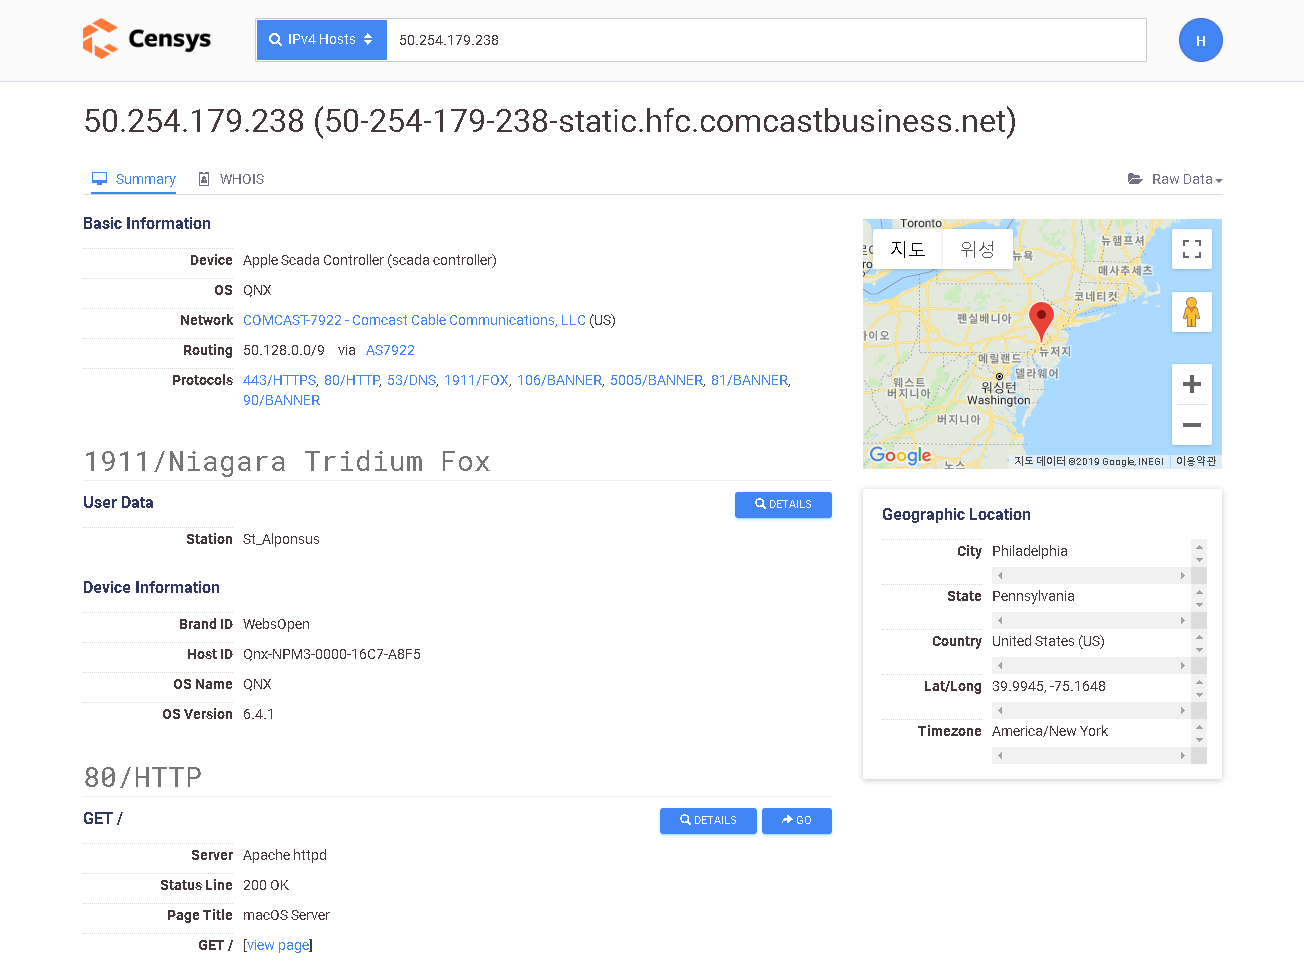 Censys
IPv4 Hosts
50.254.179.238
H
50.254.179.238 (50-254-179-238-static.hfc.comcastbusiness.net)
Summary
WHOIS
Raw Data
Basic Information
Device Apple Scada Controller (scada controller)
OS QNX
Network COMCAST-7922 - Comcast Cable Communications, LLC (US)
Routing 50.128.0.0/9 via AS7922
Protocols 443/HTTPS, 80/HTTP, 53/DNS, 1911/FOX, 106/BANNER, 5005/BANNER, 81/BANNER,
90/BANNER
1911/Niagara Tridium Fox
User Data
DETAILS
Station St_Alponsus
Device Information
Brand ID WebsOpen
Host ID Qnx-NPM3-0000-16C7-A8F5
OS Name QNX
OS Version 6.4.1
80/HTTP
GET /
DETAILS
GO
Server Apache httpd
Status Line 200 OK
Page Title macOS Server
GET / [view page]
Toronto
지도
위성
뉴햄프셔
뉴욕
매사추세츠
코네티컷
펜실베니아
뉴저지
메릴랜드
델라웨어
웨스트
버지니아
워싱턴
Washington
버지니아
Google
지도 데이터 ©2019 Google, INEGI
이용약관
Geographic Location
City Philadelphia
State Pennsylvania
Country United States (US)
Lat/Long 39.9945, -75.1648
Timezone America/New York